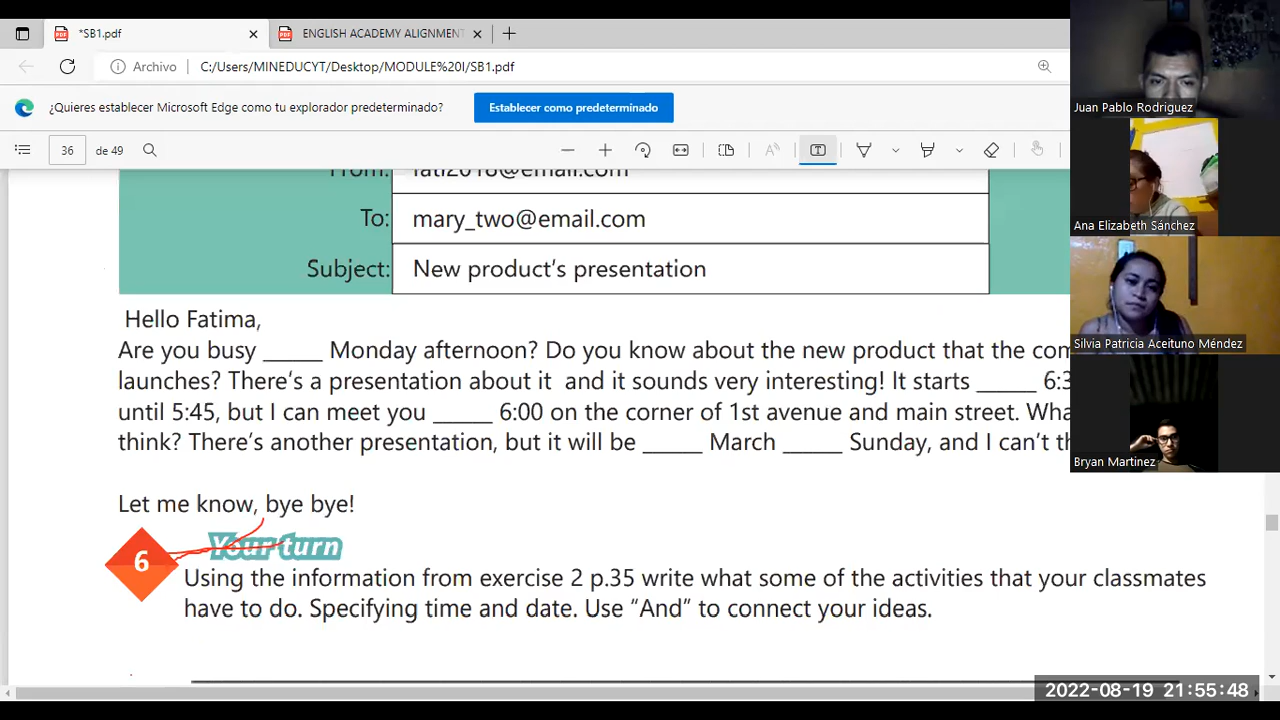 *SB1.pdf
ENGLISH ACADEMY ALIGNMENT
Archivo
C:/Users/MINEDUCYT/Desktop/MODULE%20I/SB1.pdf
¿Quieres establecer Microsoft Edge como tu explorador predeterminado?
Establecer como predeterminado
36 de 49
From: fati2018@email.com
To: mary_two@email.com
Subject: New product's presentation
Hello Fatima,
Are you busy _____ Monday afternoon? Do you know about the new product that the com
launches? There's a presentation about it and it sounds very interesting! It starts _____ 6:3
until 5:45, but I can meet you _____ 6:00 on the corner of 1st avenue and main street. Wha
think? There's another presentation, but it will be _____ March _____ Sunday, and I can't th
Let me know, bye bye!
6
Your turn
Using the information from exercise 2 p.35 write what some of the activities that your classmates
have to do. Specifying time and date. Use “And” to connect your ideas.
Juan Pablo Rodriguez
Ana Elizabeth Sánchez
Silvia Patricia Aceituno Méndez
Bryan Martinez
2022-08-19 21:55:48